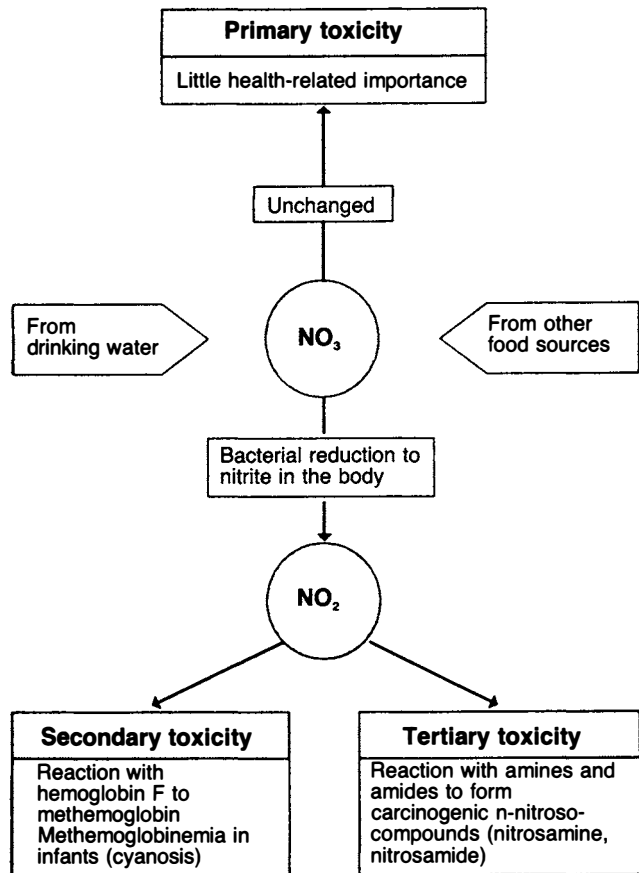 Primary toxicity
Little health-related importance
Unchanged
From
drinking water
NO₃
From other
food sources
Bacterial reduction to
nitrite in the body
NO₂
Secondary toxicity
Reaction with
hemoglobin F to
methemoglobin
Methemoglobinemia in
infants (cyanosis)
Tertiary toxicity
Reaction with amines and
amides to form
carcinogenic n-nitroso-
compounds (nitrosamine,
nitrosamide)